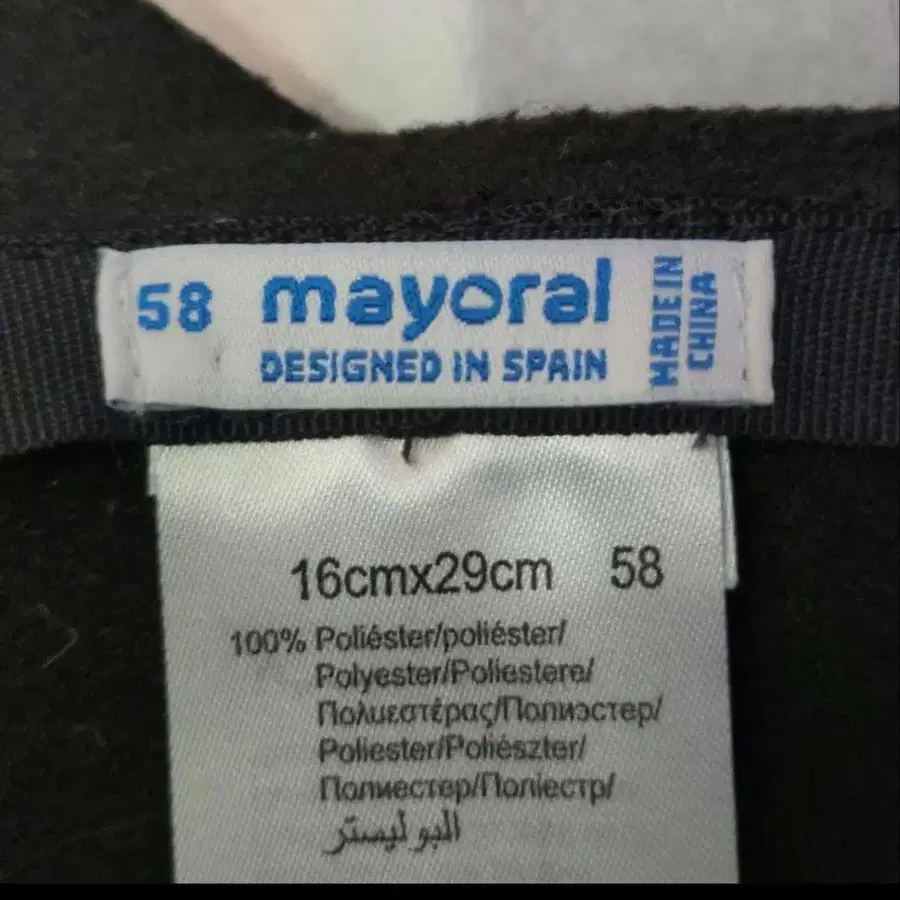 58 mayoral
DESIGNED IN SPAIN
MADE IN
CHINA
16cmx29cm 58
100% Poliéster/poliéster/
Polyester/Poliestere/
Πολυεστέρας/Полиэстер/
Poliester/Poliészter/
Полиестер/Поліестр/
البوليستر